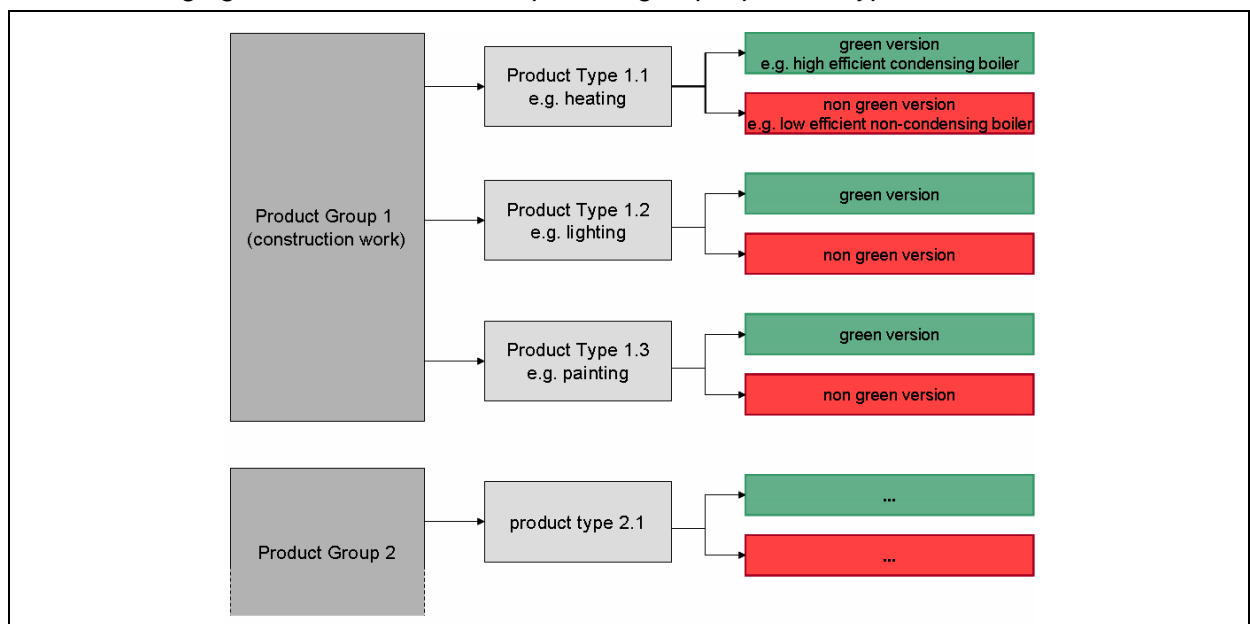 Product Group 1
(construction work)
Product Type 1.1
e.g. heating
green version
e.g. high efficient condensing boiler
non green version
e.g. low efficient non-condensing boiler
Product Type 1.2
e.g. lighting
green version
non green version
Product Type 1.3
e.g. painting
green version
non green version
Product Group 2
product type 2.1
...
...